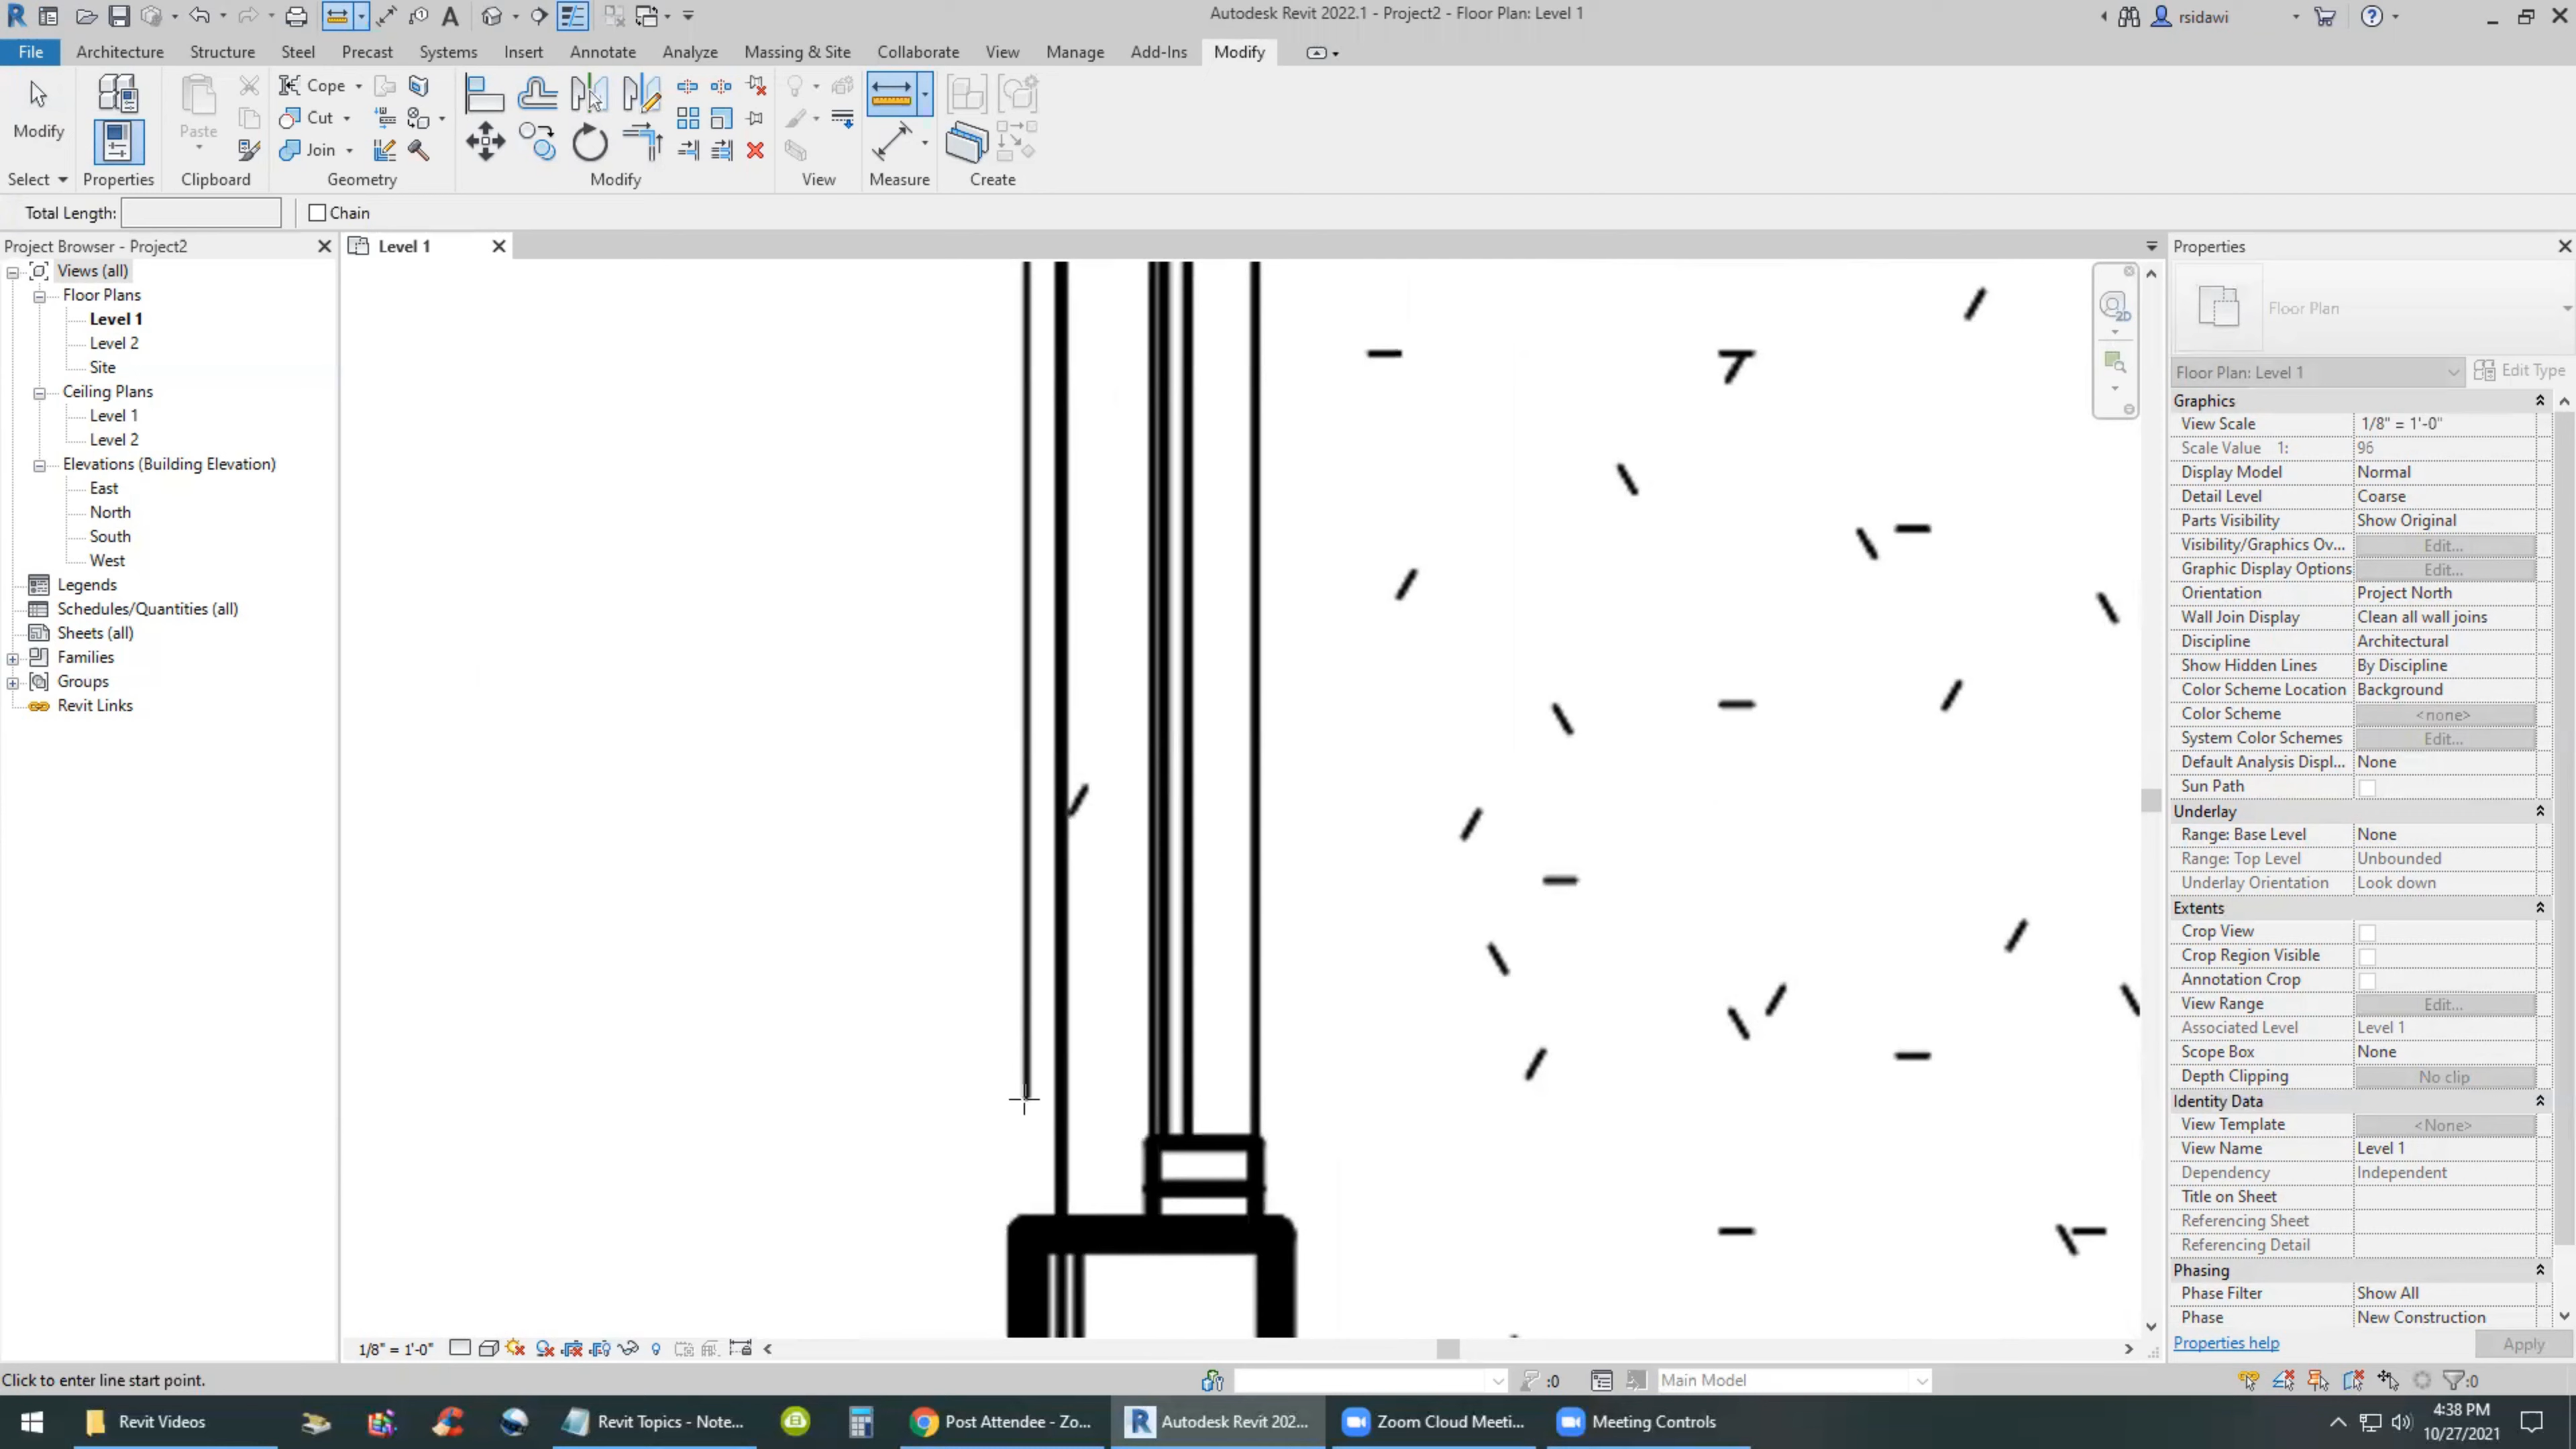 Autodesk Revit 2022.1 - Project2 - Floor Plan: Level 1
rsidawi
File Architecture Structure Steel Precast Systems Insert Annotate Analyze Massing & Site Collaborate View Manage Add-Ins Modify
Modify
Paste
Cope
Cut
Join
Select Properties Clipboard Geometry Modify View Measure Create
Total Length: Chain
Project Browser - Project2
Views (all)
Floor Plans
Level 1
Level 2
Site
Ceiling Plans
Level 1
Level 2
Elevations (Building Elevation)
East
North
South
West
Legends
Schedules/Quantities (all)
Sheets (all)
Families
Groups
Revit Links
Level 1
2D
Properties
Floor Plan
Floor Plan: Level 1 Edit Type
Graphics
View Scale 1/8" = 1'-0"
Scale Value 1: 96
Display Model Normal
Detail Level Coarse
Parts Visibility Show Original
Visibility/Graphics Ov... Edit...
Graphic Display Options Edit...
Orientation Project North
Wall Join Display Clean all wall joins
Discipline Architectural
Show Hidden Lines By Discipline
Color Scheme Location Background
Color Scheme <none>
System Color Schemes Edit...
Default Analysis Displ... None
Sun Path
Underlay
Range: Base Level None
Range: Top Level Unbounded
Underlay Orientation Look down
Extents
Crop View
Crop Region Visible
Annotation Crop
View Range Edit...
Associated Level Level 1
Scope Box None
Depth Clipping No clip
Identity Data
View Template <None>
View Name Level 1
Dependency Independent
Title on Sheet
Referencing Sheet
Referencing Detail
Phasing
Phase Filter Show All
Phase New Construction
Properties help Apply
1/8" = 1'-0"
Click to enter line start point. :0 Main Model :0
Revit Videos Revit Topics - Note... Post Attendee - Zo... Autodesk Revit 202... Zoom Cloud Meeti... Meeting Controls
4:38 PM
10/27/2021